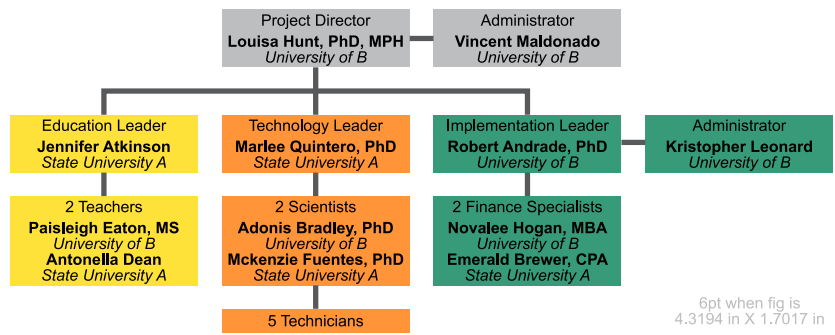 Project Director
Louisa Hunt, PhD, MPH
University of B
Administrator
Vincent Maldonado
University of B
Education Leader
Jennifer Atkinson
State University A
Technology Leader
Marlee Quintero, PhD
State University A
Implementation Leader
Robert Andrade, PhD
University of B
Administrator
Kristopher Leonard
University of B
2 Teachers
Paisleigh Eaton, MS
University of B
Antonella Dean
State University A
2 Scientists
Adonis Bradley, PhD
University of B
Mckenzie Fuentes, PhD
State University A
2 Finance Specialists
Novalee Hogan, MBA
University of B
Emerald Brewer, CPA
State University A
5 Technicians
6pt when fig is
4.3194 in X 1.7017 in